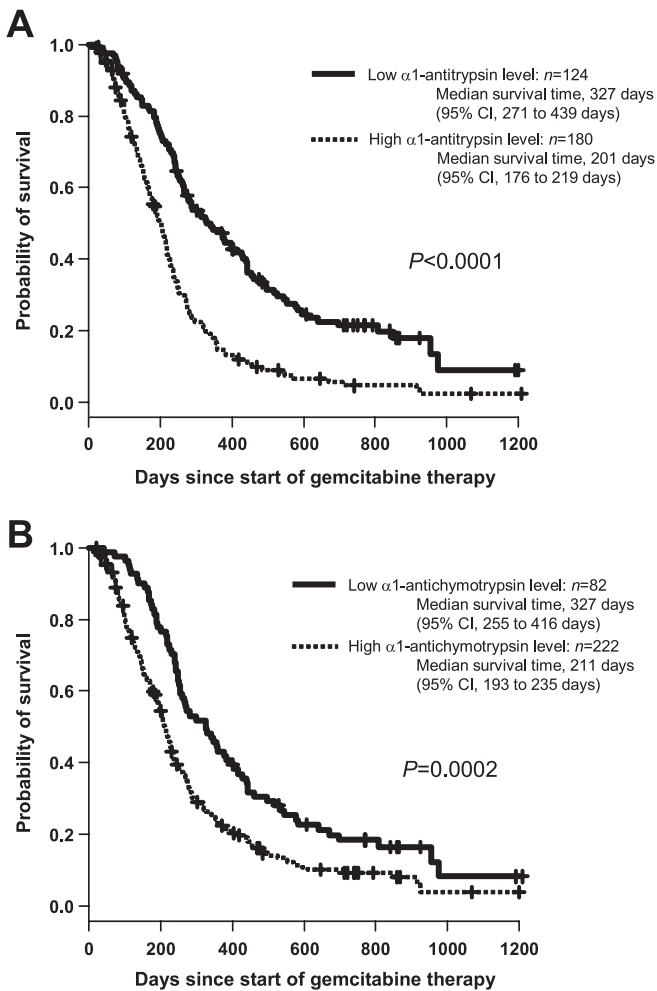 A
1.0
0.8
0.6
0.4
0.2
0.0
Probability of survival
Low α1-antitrypsin level: n=124
Median survival time, 327 days
(95% CI, 271 to 439 days)
High α1-antitrypsin level: n=180
Median survival time, 201 days
(95% CI, 176 to 219 days)
P<0.0001
0 200 400 600 800 1000 1200
Days since start of gemcitabine therapy
B
1.0
0.8
0.6
0.4
0.2
0.0
Probability of survival
Low α1-antichymotrypsin level: n=82
Median survival time, 327 days
(95% CI, 255 to 416 days)
High α1-antichymotrypsin level: n=222
Median survival time, 211 days
(95% CI, 193 to 235 days)
P=0.0002
0 200 400 600 800 1000 1200
Days since start of gemcitabine therapy